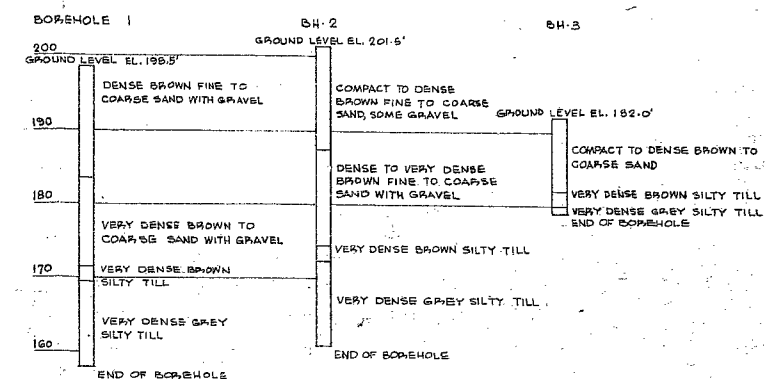 BOREHOLE 1
GROUND LEVEL EL. 198.5'
200
190
180
170
160
DENSE BROWN FINE TO
COARSE SAND WITH GRAVEL
VERY DENSE BROWN TO
COARSE SAND WITH GRAVEL
VERY DENSE BROWN
SILTY TILL
VERY DENSE GREY
SILTY TILL
END OF BOREHOLE
BH-2
GROUND LEVEL EL. 201.5'
COMPACT TO DENSE
BROWN FINE TO COARSE
SAND, SOME GRAVEL
DENSE TO VERY DENSE
BROWN FINE TO COARSE
SAND WITH GRAVEL
VERY DENSE BROWN SILTY TILL
VERY DENSE GREY SILTY TILL
END OF BOREHOLE
BH-3
GROUND LEVEL EL. 192.0'
COMPACT TO DENSE BROWN TO
COARSE SAND
VERY DENSE BROWN SILTY TILL
VERY DENSE GREY SILTY TILL
END OF BOREHOLE